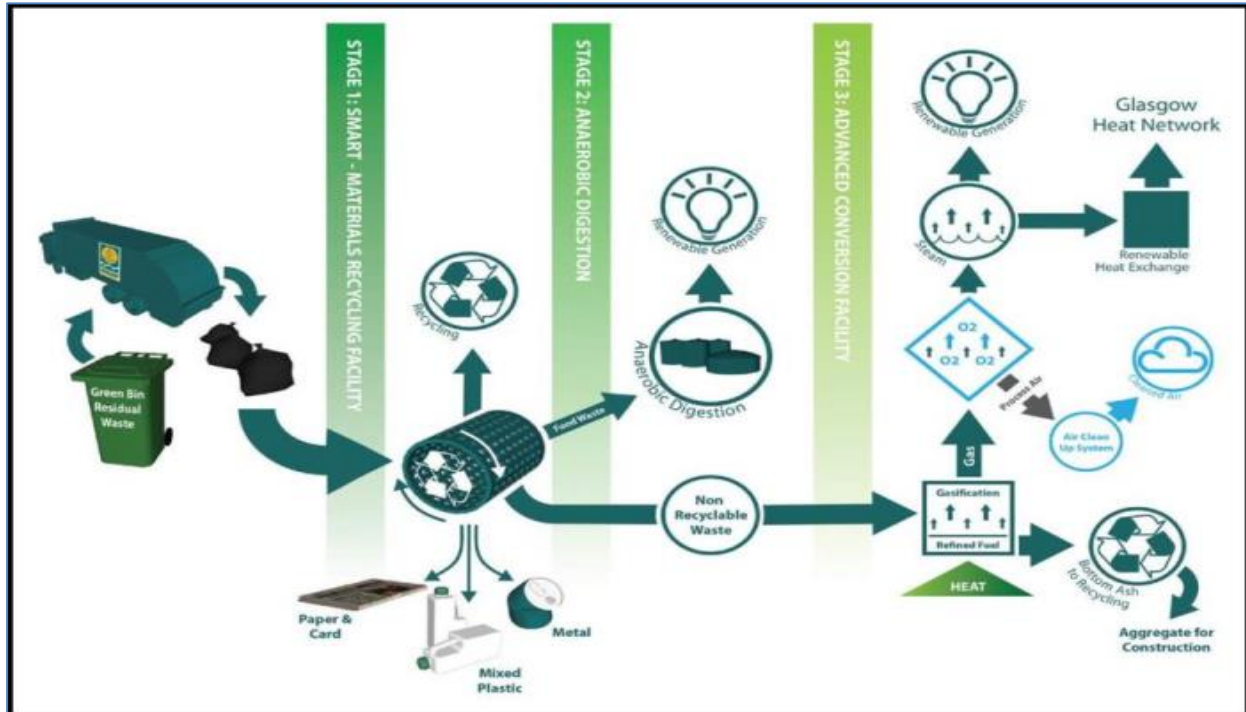 STAGE 1: SMART - MATERIALS RECYCLING FACILITY
STAGE 2: ANAEROBIC DIGESTION
STAGE 3: ADVANCED CONVERSION FACILITY
Green Bin
Residual
Waste
Recycling
Paper &
Card
Mixed
Plastic
Metal
Food Waste
Anaerobic Digestion
Renewable Generation
Non
Recyclable
Waste
Renewable Generation
Steam
Glasgow
Heat Network
Renewable
Heat Exchange
O2
O2
O2
Process Air
Air Clean
Up System
Cleaned Air
Gas
Gasification
Refined Fuel
HEAT
Bottom Ash
to Recycling
Aggregate for
Construction